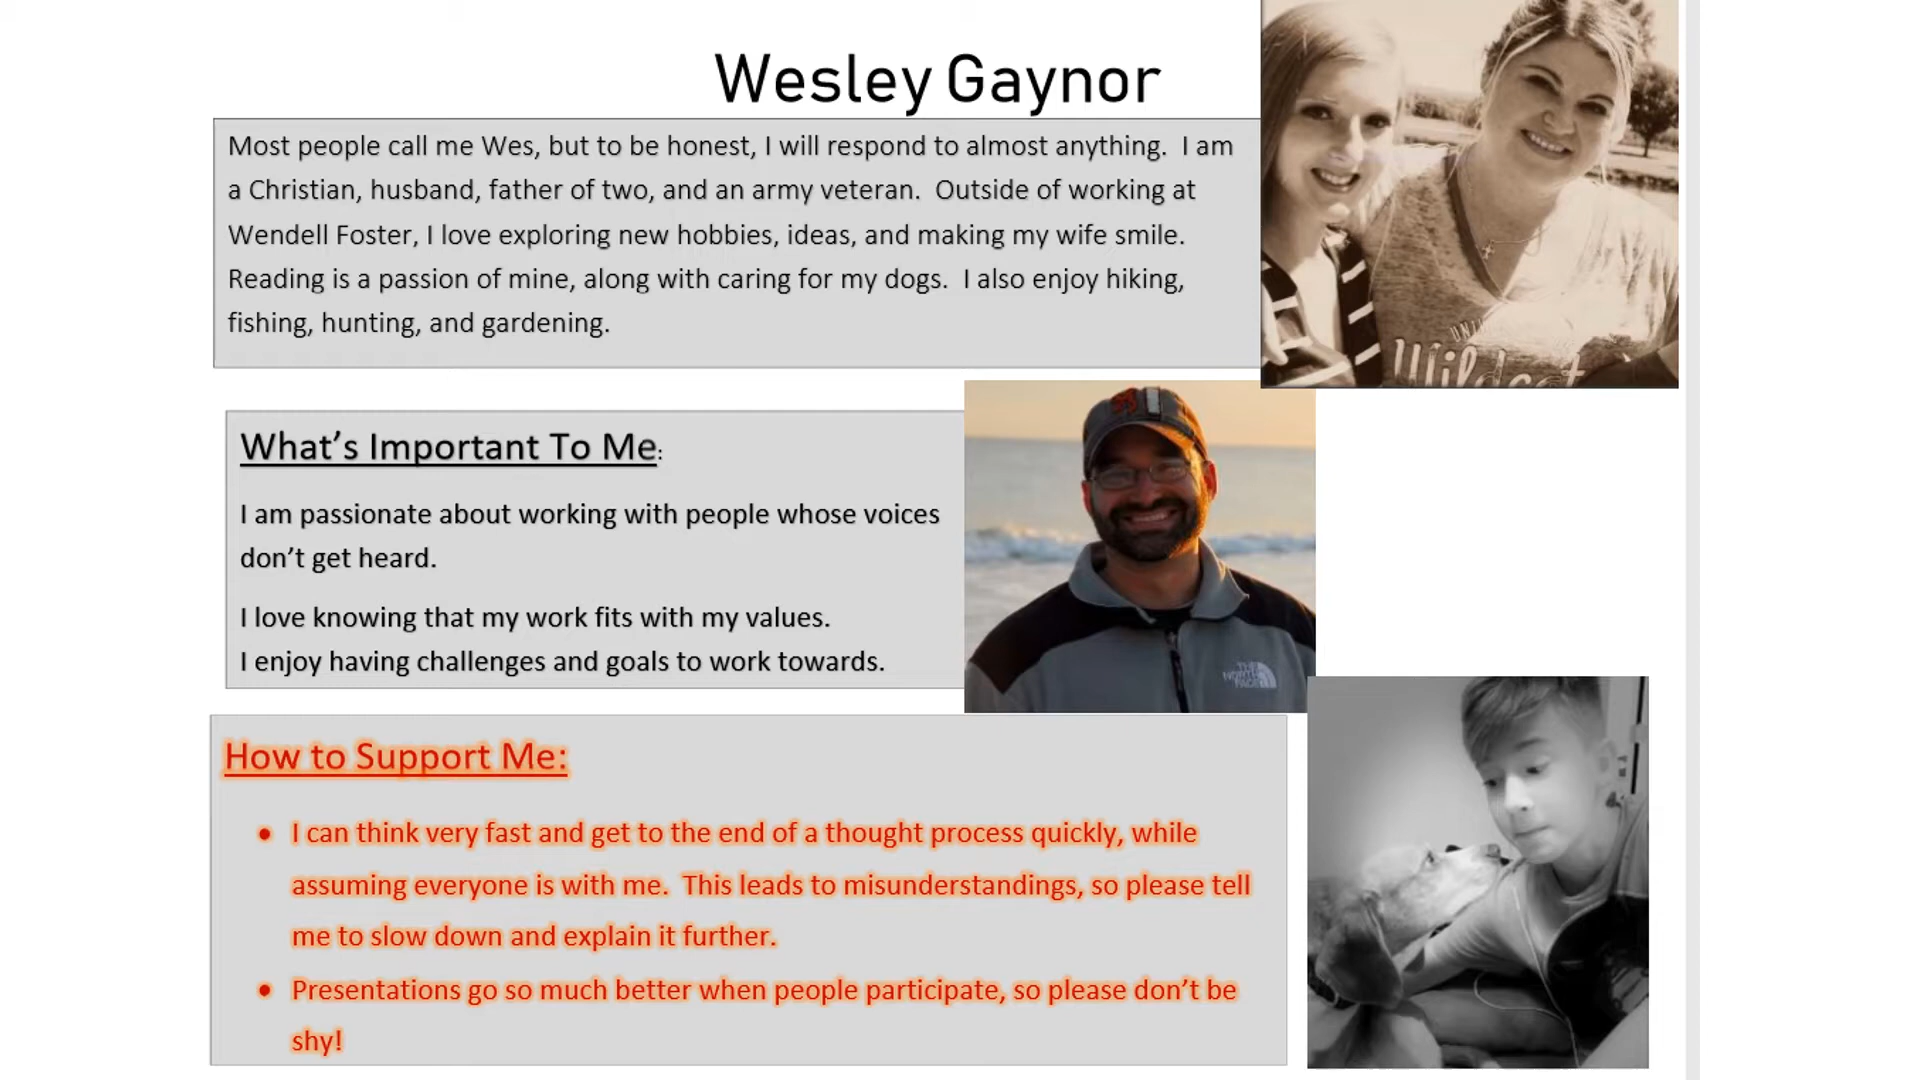 Wesley Gaynor
Most people call me Wes, but to be honest, I will respond to almost anything.  I am
a Christian, husband, father of two, and an army veteran.  Outside of working at
Wendell Foster, I love exploring new hobbies, ideas, and making my wife smile.
Reading is a passion of mine, along with caring for my dogs.  I also enjoy hiking,
fishing, hunting, and gardening.
What’s Important To Me:
I am passionate about working with people whose voices
don’t get heard.
I love knowing that my work fits with my values.
I enjoy having challenges and goals to work towards.
THE
NORTH
FACE
How to Support Me:
• I can think very fast and get to the end of a thought process quickly, while
assuming everyone is with me.  This leads to misunderstandings, so please tell
me to slow down and explain it further.
• Presentations go so much better when people participate, so please don’t be
shy!